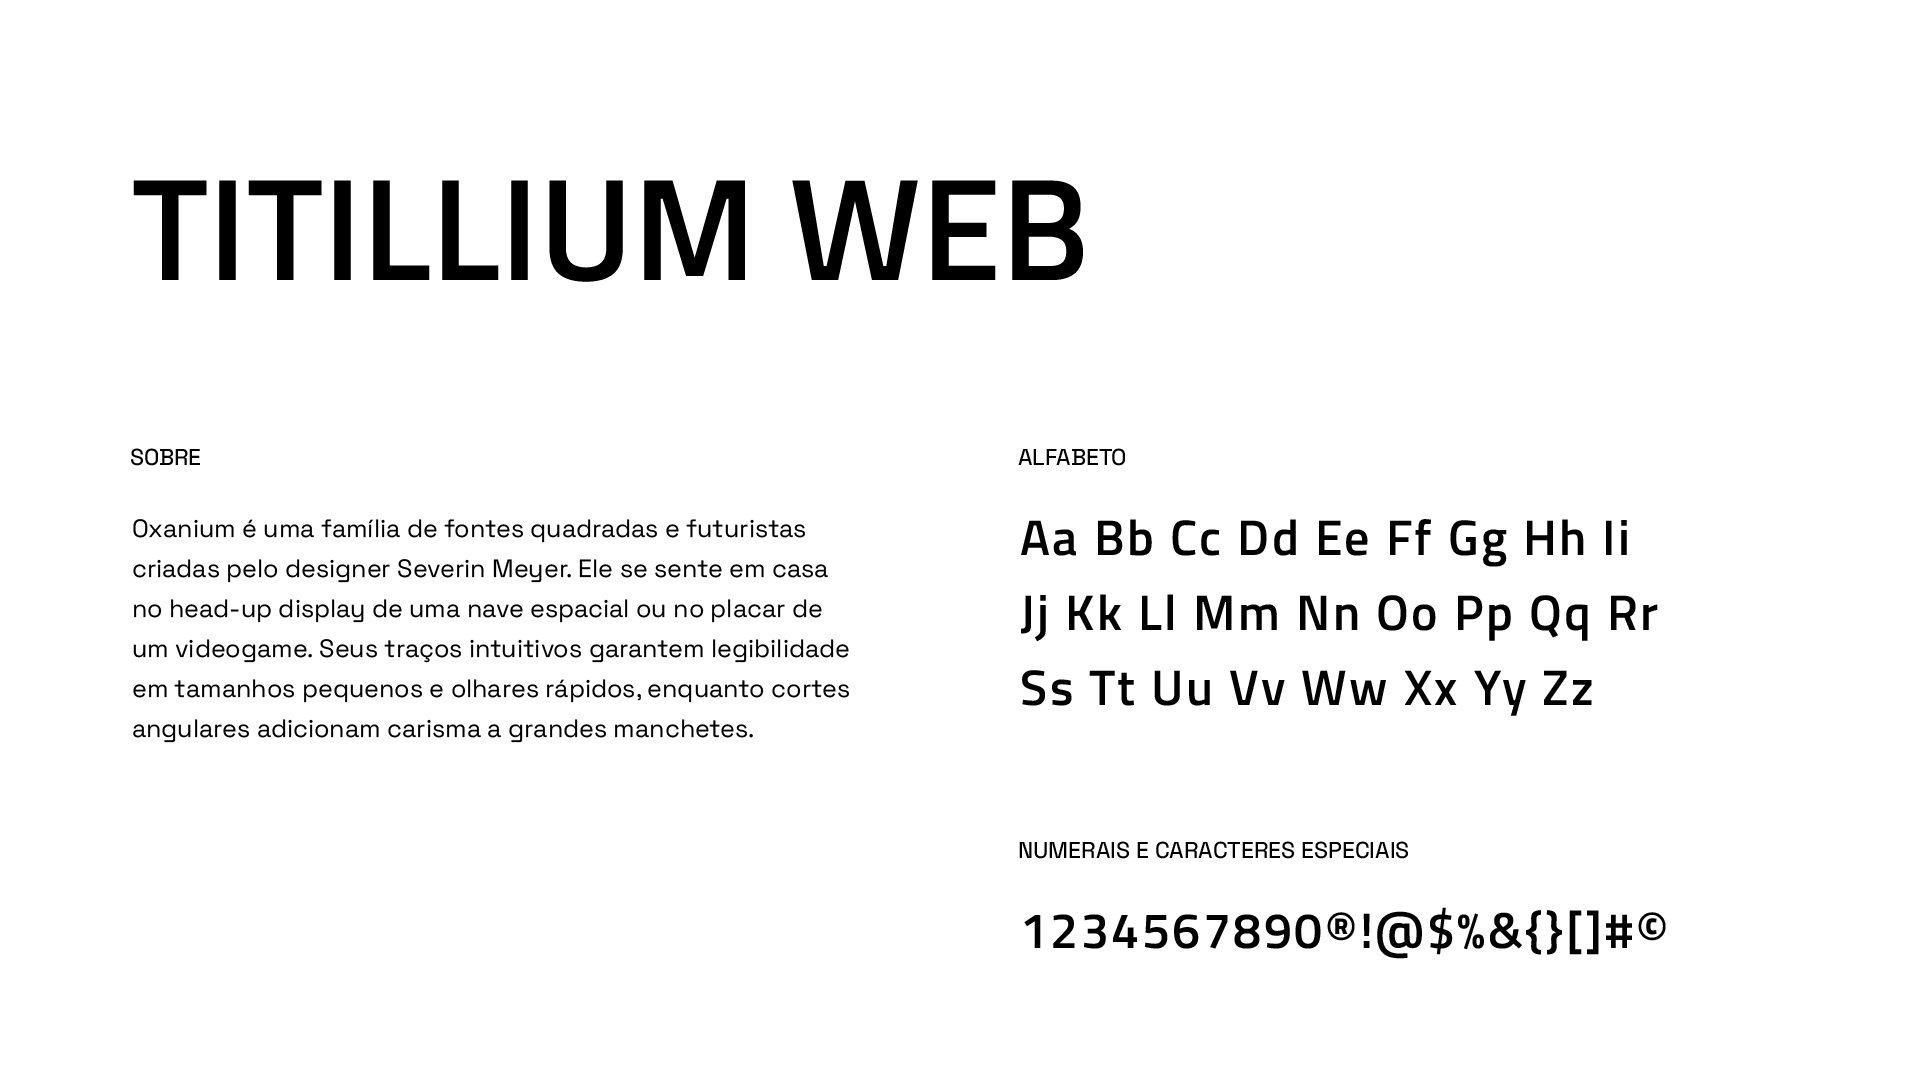 TITILLIUM WEB
SOBRE
Oxanium é uma família de fontes quadradas e futuristas
criadas pelo designer Severin Meyer. Ele se sente em casa
no head-up display de uma nave espacial ou no placar de
um videogame. Seus traços intuitivos garantem legibilidade
em tamanhos pequenos e olhares rápidos, enquanto cortes
angulares adicionam carisma a grandes manchetes.
ALFABETO
Aa Bb Cc Dd Ee Ff Gg Hh Ii
Jj Kk Ll Mm Nn Oo Pp Qq Rr
Ss Tt Uu Vv Ww Xx Yy Zz
NUMERAIS E CARACTERES ESPECIAIS
1234567890®!@$%&{}[]#©